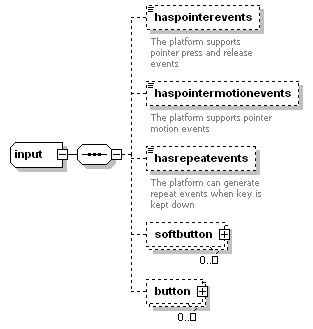 haspointerevents
The platform supports
pointer press and release
events
haspointermotionevents
The platform supports pointer
motion events
input
hasrepeatevents
The platform can generate
repeat events when key is
kept down
softbutton
0..□
button
0..□